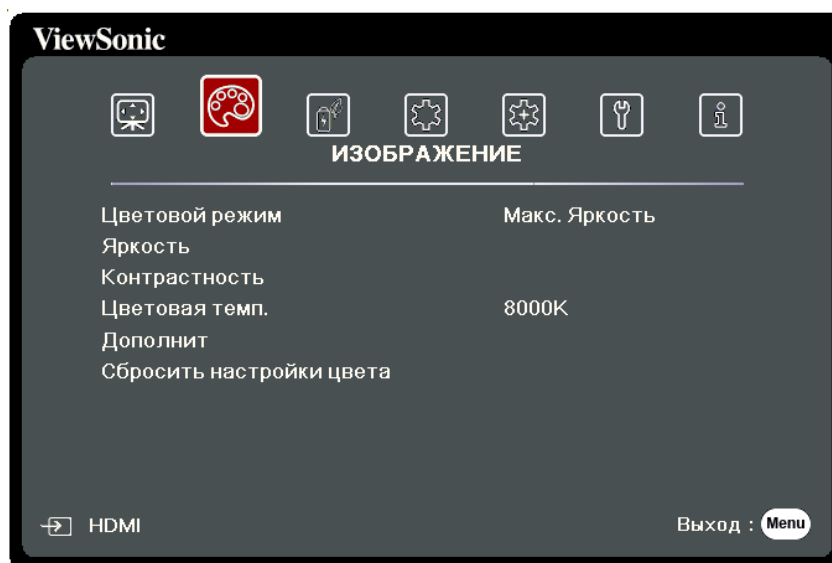 ViewSonic
ИЗОБРАЖЕНИЕ
Цветовой режим Макс. Яркость
Яркость
Контрастность
Цветовая темп. 8000K
Дополнит
Сбросить настройки цвета
HDMI Выход : Menu